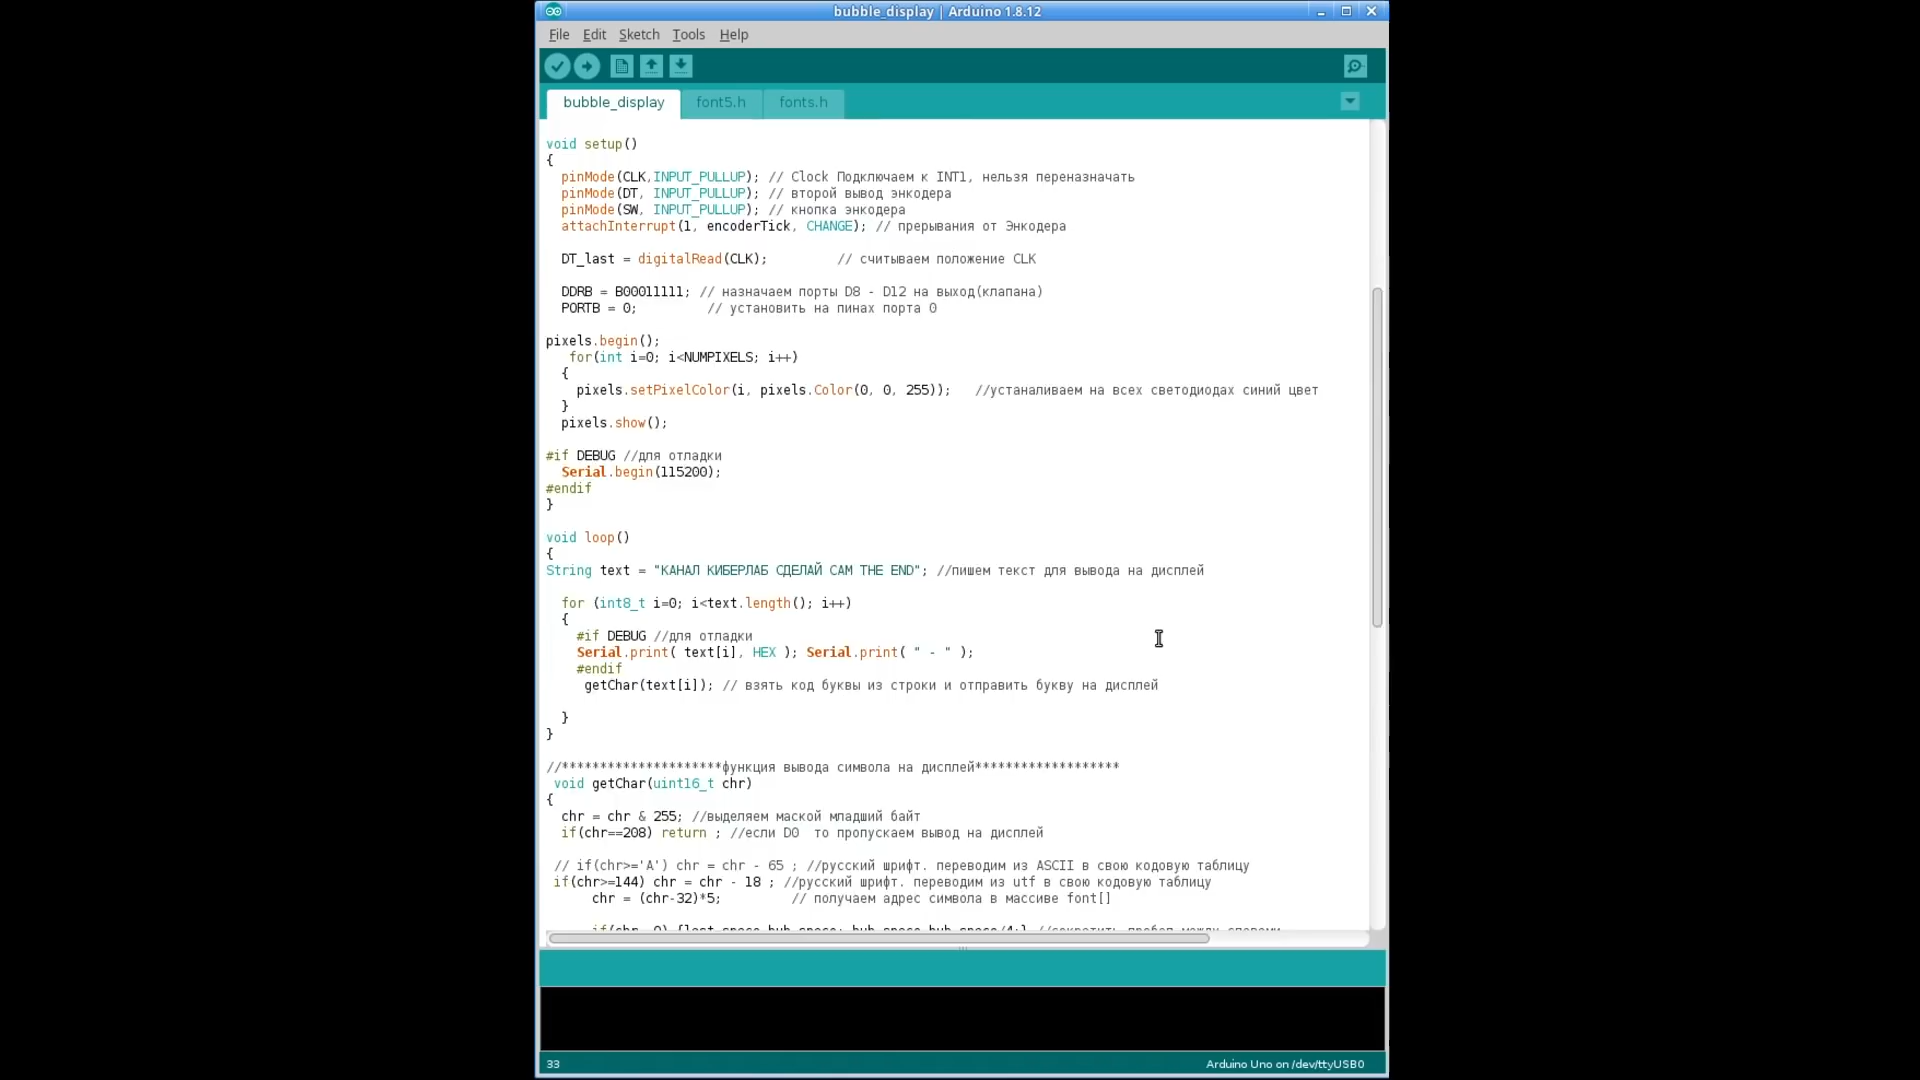 bubble_display | Arduino 1.8.12
File Edit Sketch Tools Help
bubble_display font5.h fonts.h
void setup()
{
pinMode(CLK,INPUT_PULLUP); // Clock Подключаем к INT1, нельзя переназначать
pinMode(DT, INPUT_PULLUP); // второй вывод энкодера
pinMode(SW, INPUT_PULLUP); // кнопка энкодера
attachInterrupt(1, encoderTick, CHANGE); // прерывания от Энкодера
DT_last = digitalRead(CLK); // считываем положение CLK
DDRB = B00011111; // назначаем порты D8 - D12 на выход(клапана)
PORTB = 0; // установить на пинах порта 0
pixels.begin();
for(int i=0; i<NUMPIXELS; i++)
{
pixels.setPixelColor(i, pixels.Color(0, 0, 255)); //устаналиваем на всех светодиодах синий цвет
}
pixels.show();
#if DEBUG //для отладки
Serial.begin(115200);
#endif
}
void loop()
{
String text = "КАНАЛ КИБЕРЛАБ СДЕЛАЙ САМ THE END"; //пишем текст для вывода на дисплей
for (int8_t i=0; i<text.length(); i++)
{
#if DEBUG //для отладки
Serial.print( text[i], HEX ); Serial.print( " - " );
#endif
getChar(text[i]); // взять код буквы из строки и отправить букву на дисплей
}
}
//*********************функция вывода символа на дисплей*******************
void getChar(uint16_t chr)
{
chr = chr & 255; //выделяем маской младший байт
if(chr==208) return ; //если D0  то пропускаем вывод на дисплей
// if(chr>='A') chr = chr - 65 ; //русский шрифт. переводим из ASCII в свою кодовую таблицу
if(chr>=144) chr = chr - 18 ; //русский шрифт. переводим из utf в свою кодовую таблицу
chr = (chr-32)*5; // получаем адрес символа в массиве font[]
33
Arduino Uno on /dev/ttyUSB0